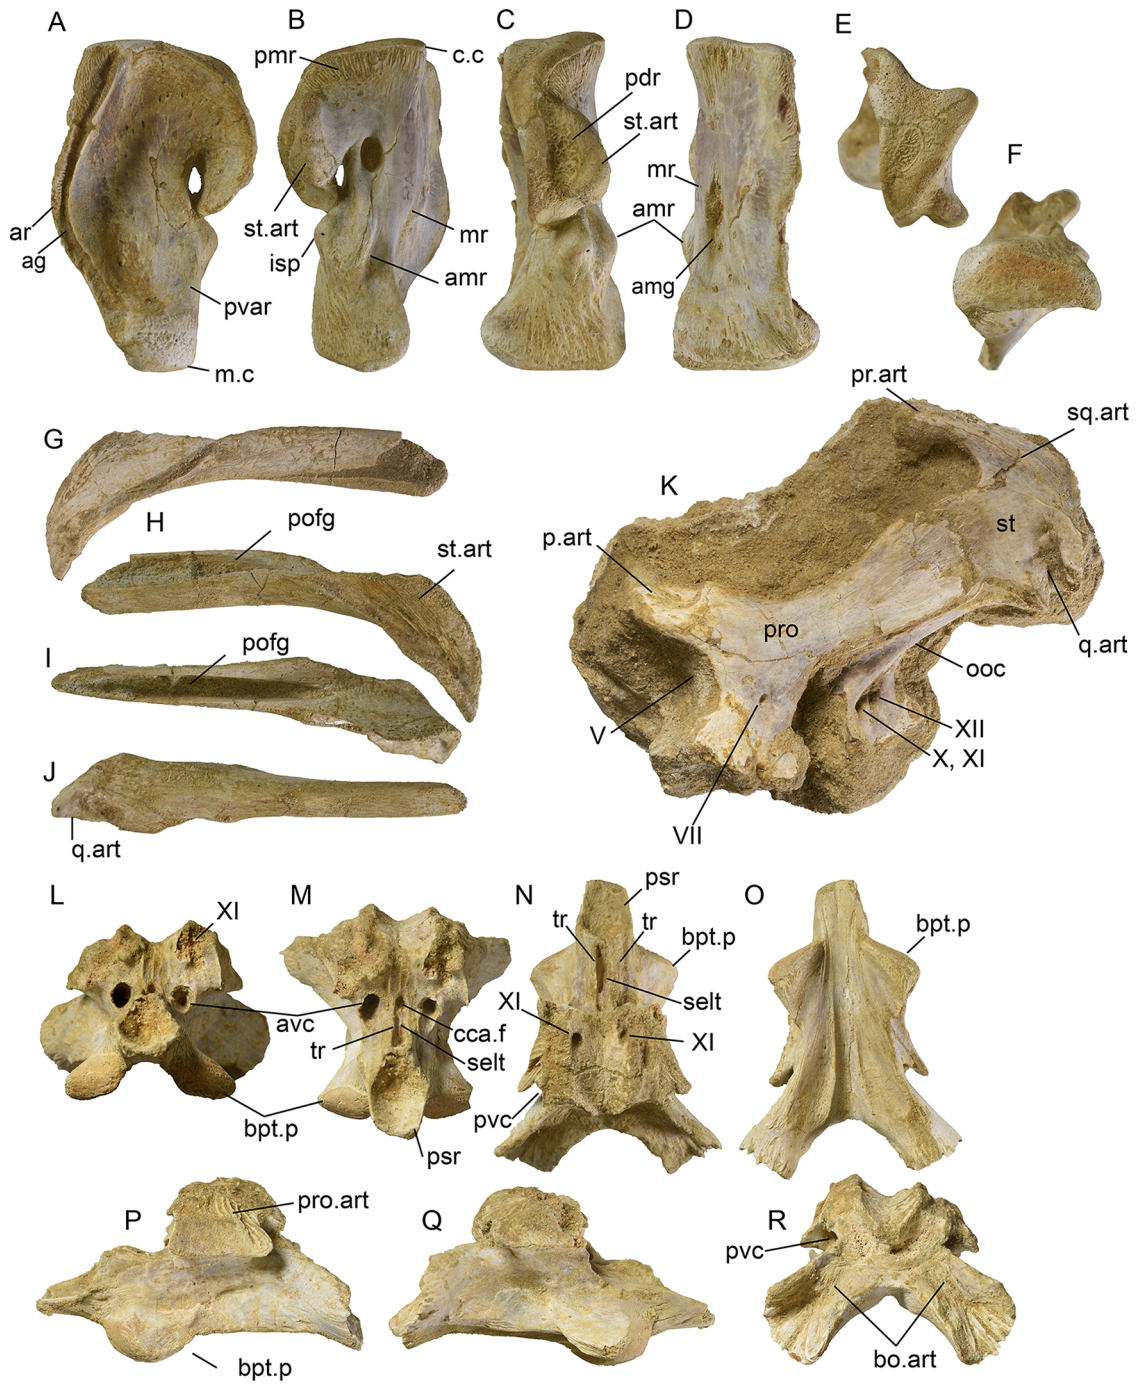 A
B
C
D
E
pmr
c.c
pdr
st.art
F
mr
amr
ar
ag
st.art
isp
mr
amr
amg
pvar
m.c
pr.art
sq.art
G
K
H
pofg
st.art
p.art
st
pro
I
pofg
q.art
ooc
V
XII
X, XI
J
q.art
VII
L
XI
M
N
psr
O
tr
tr
bpt.p
bpt.p
selt
XI
avc
cca.f
XI
tr
selt
pvc
bpt.p
psr
P
pro.art
Q
R
pvc
bpt.p
bo.art